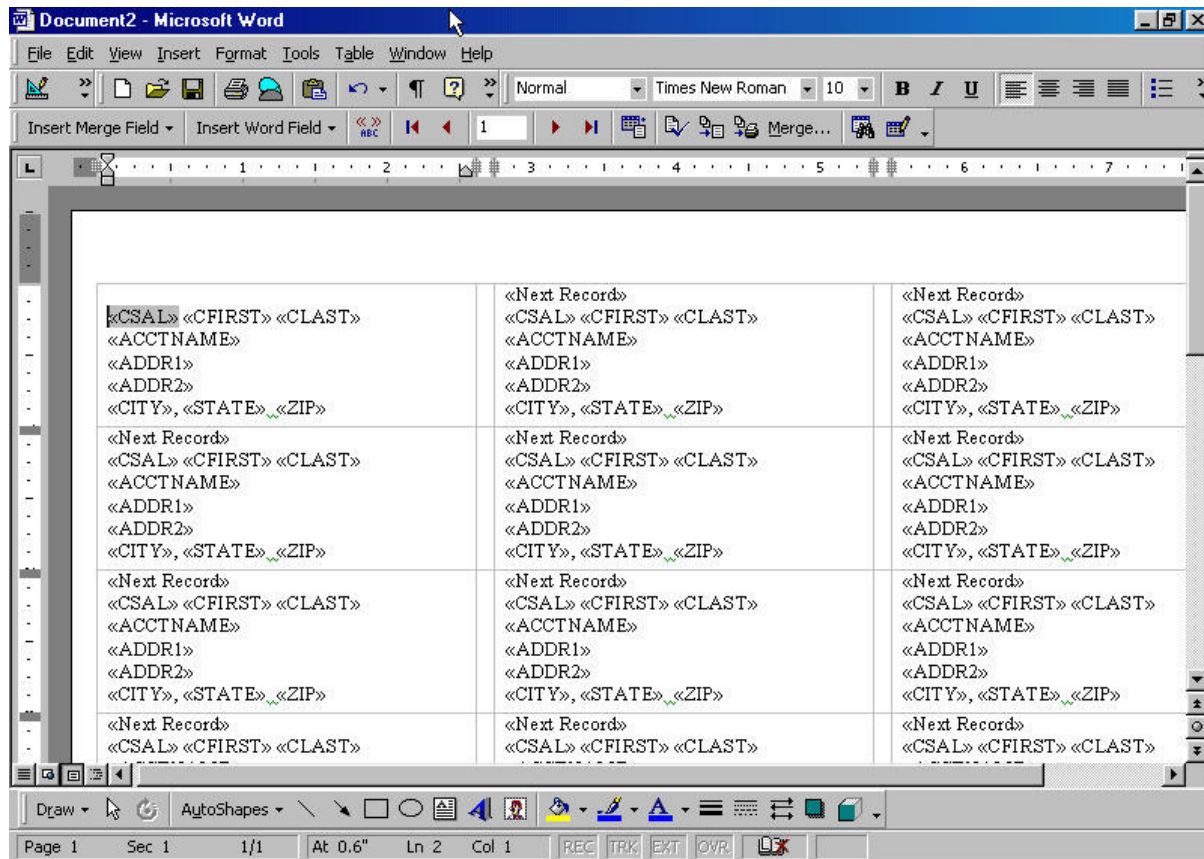 Document2 - Microsoft Word
File Edit View Insert Format Tools Table Window Help
Normal Times New Roman 10 B I U
Insert Merge Field Insert Word Field «» ABC 1 Merge...
L 1 2 3 4 5 6 7
«Next Record» «Next Record»
«CSAL» «CFIRST» «CLAST» «CSAL» «CFIRST» «CLAST» «CSAL» «CFIRST» «CLAST»
«ACCTNAME» «ACCTNAME» «ACCTNAME»
«ADDR1» «ADDR1» «ADDR1»
«ADDR2» «ADDR2» «ADDR2»
«CITY», «STATE» «ZIP» «CITY», «STATE» «ZIP» «CITY», «STATE» «ZIP»
«Next Record» «Next Record» «Next Record»
«CSAL» «CFIRST» «CLAST» «CSAL» «CFIRST» «CLAST» «CSAL» «CFIRST» «CLAST»
«ACCTNAME» «ACCTNAME» «ACCTNAME»
«ADDR1» «ADDR1» «ADDR1»
«ADDR2» «ADDR2» «ADDR2»
«CITY», «STATE» «ZIP» «CITY», «STATE» «ZIP» «CITY», «STATE» «ZIP»
«Next Record» «Next Record» «Next Record»
«CSAL» «CFIRST» «CLAST» «CSAL» «CFIRST» «CLAST» «CSAL» «CFIRST» «CLAST»
«ACCTNAME» «ACCTNAME» «ACCTNAME»
«ADDR1» «ADDR1» «ADDR1»
«ADDR2» «ADDR2» «ADDR2»
«CITY», «STATE» «ZIP» «CITY», «STATE» «ZIP» «CITY», «STATE» «ZIP»
«Next Record» «Next Record» «Next Record»
«CSAL» «CFIRST» «CLAST» «CSAL» «CFIRST» «CLAST» «CSAL» «CFIRST» «CLAST»
Draw AutoShapes A
Page 1 Sec 1 1/1 At 0.6" Ln 2 Col 1 REC TRK EXT OVR